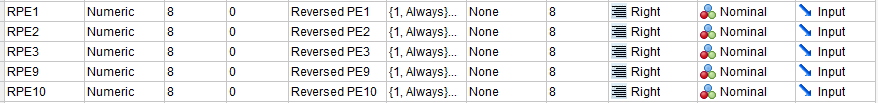 RPE1 Numeric 8 0 Reversed PE1 {1, Always}... None 8 Right Nominal Input
RPE2 Numeric 8 0 Reversed PE2 {1, Always}... None 8 Right Nominal Input
RPE3 Numeric 8 0 Reversed PE3 {1, Always}... None 8 Right Nominal Input
RPE9 Numeric 8 0 Reversed PE9 {1, Always}... None 8 Right Nominal Input
RPE10 Numeric 8 0 Reversed PE10 {1, Always}... None 8 Right Nominal Input